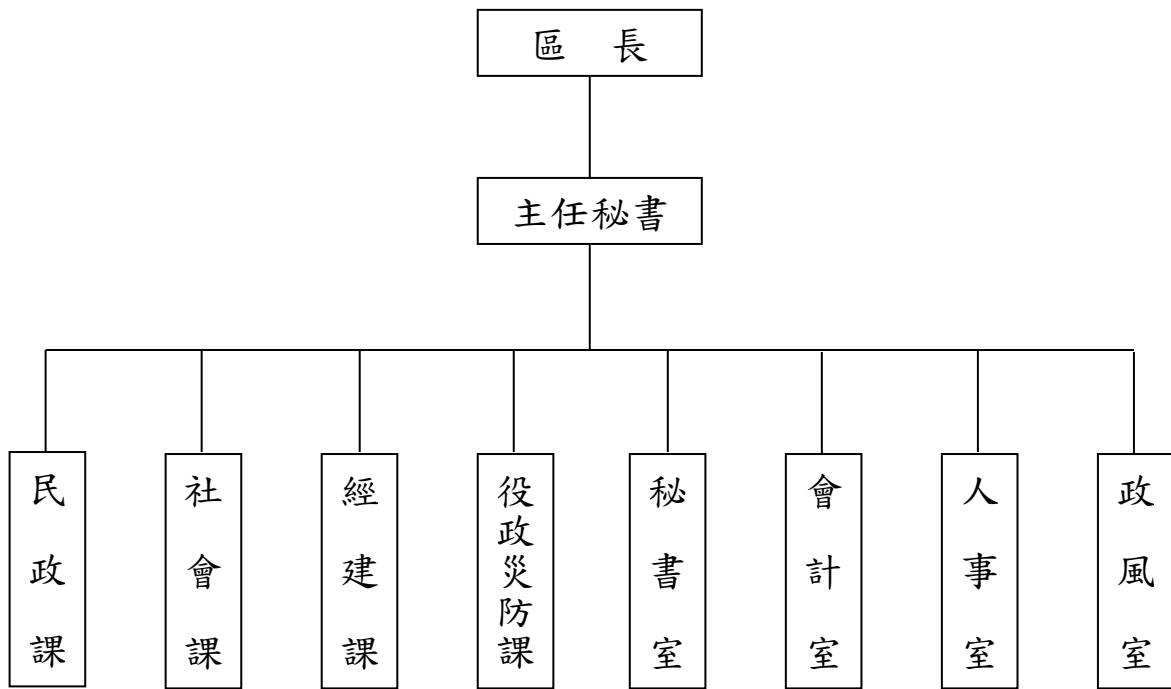 區 長
主任秘書
民政課
社會課
經建課
役政災防課
秘書室
會計室
人事室
政風室